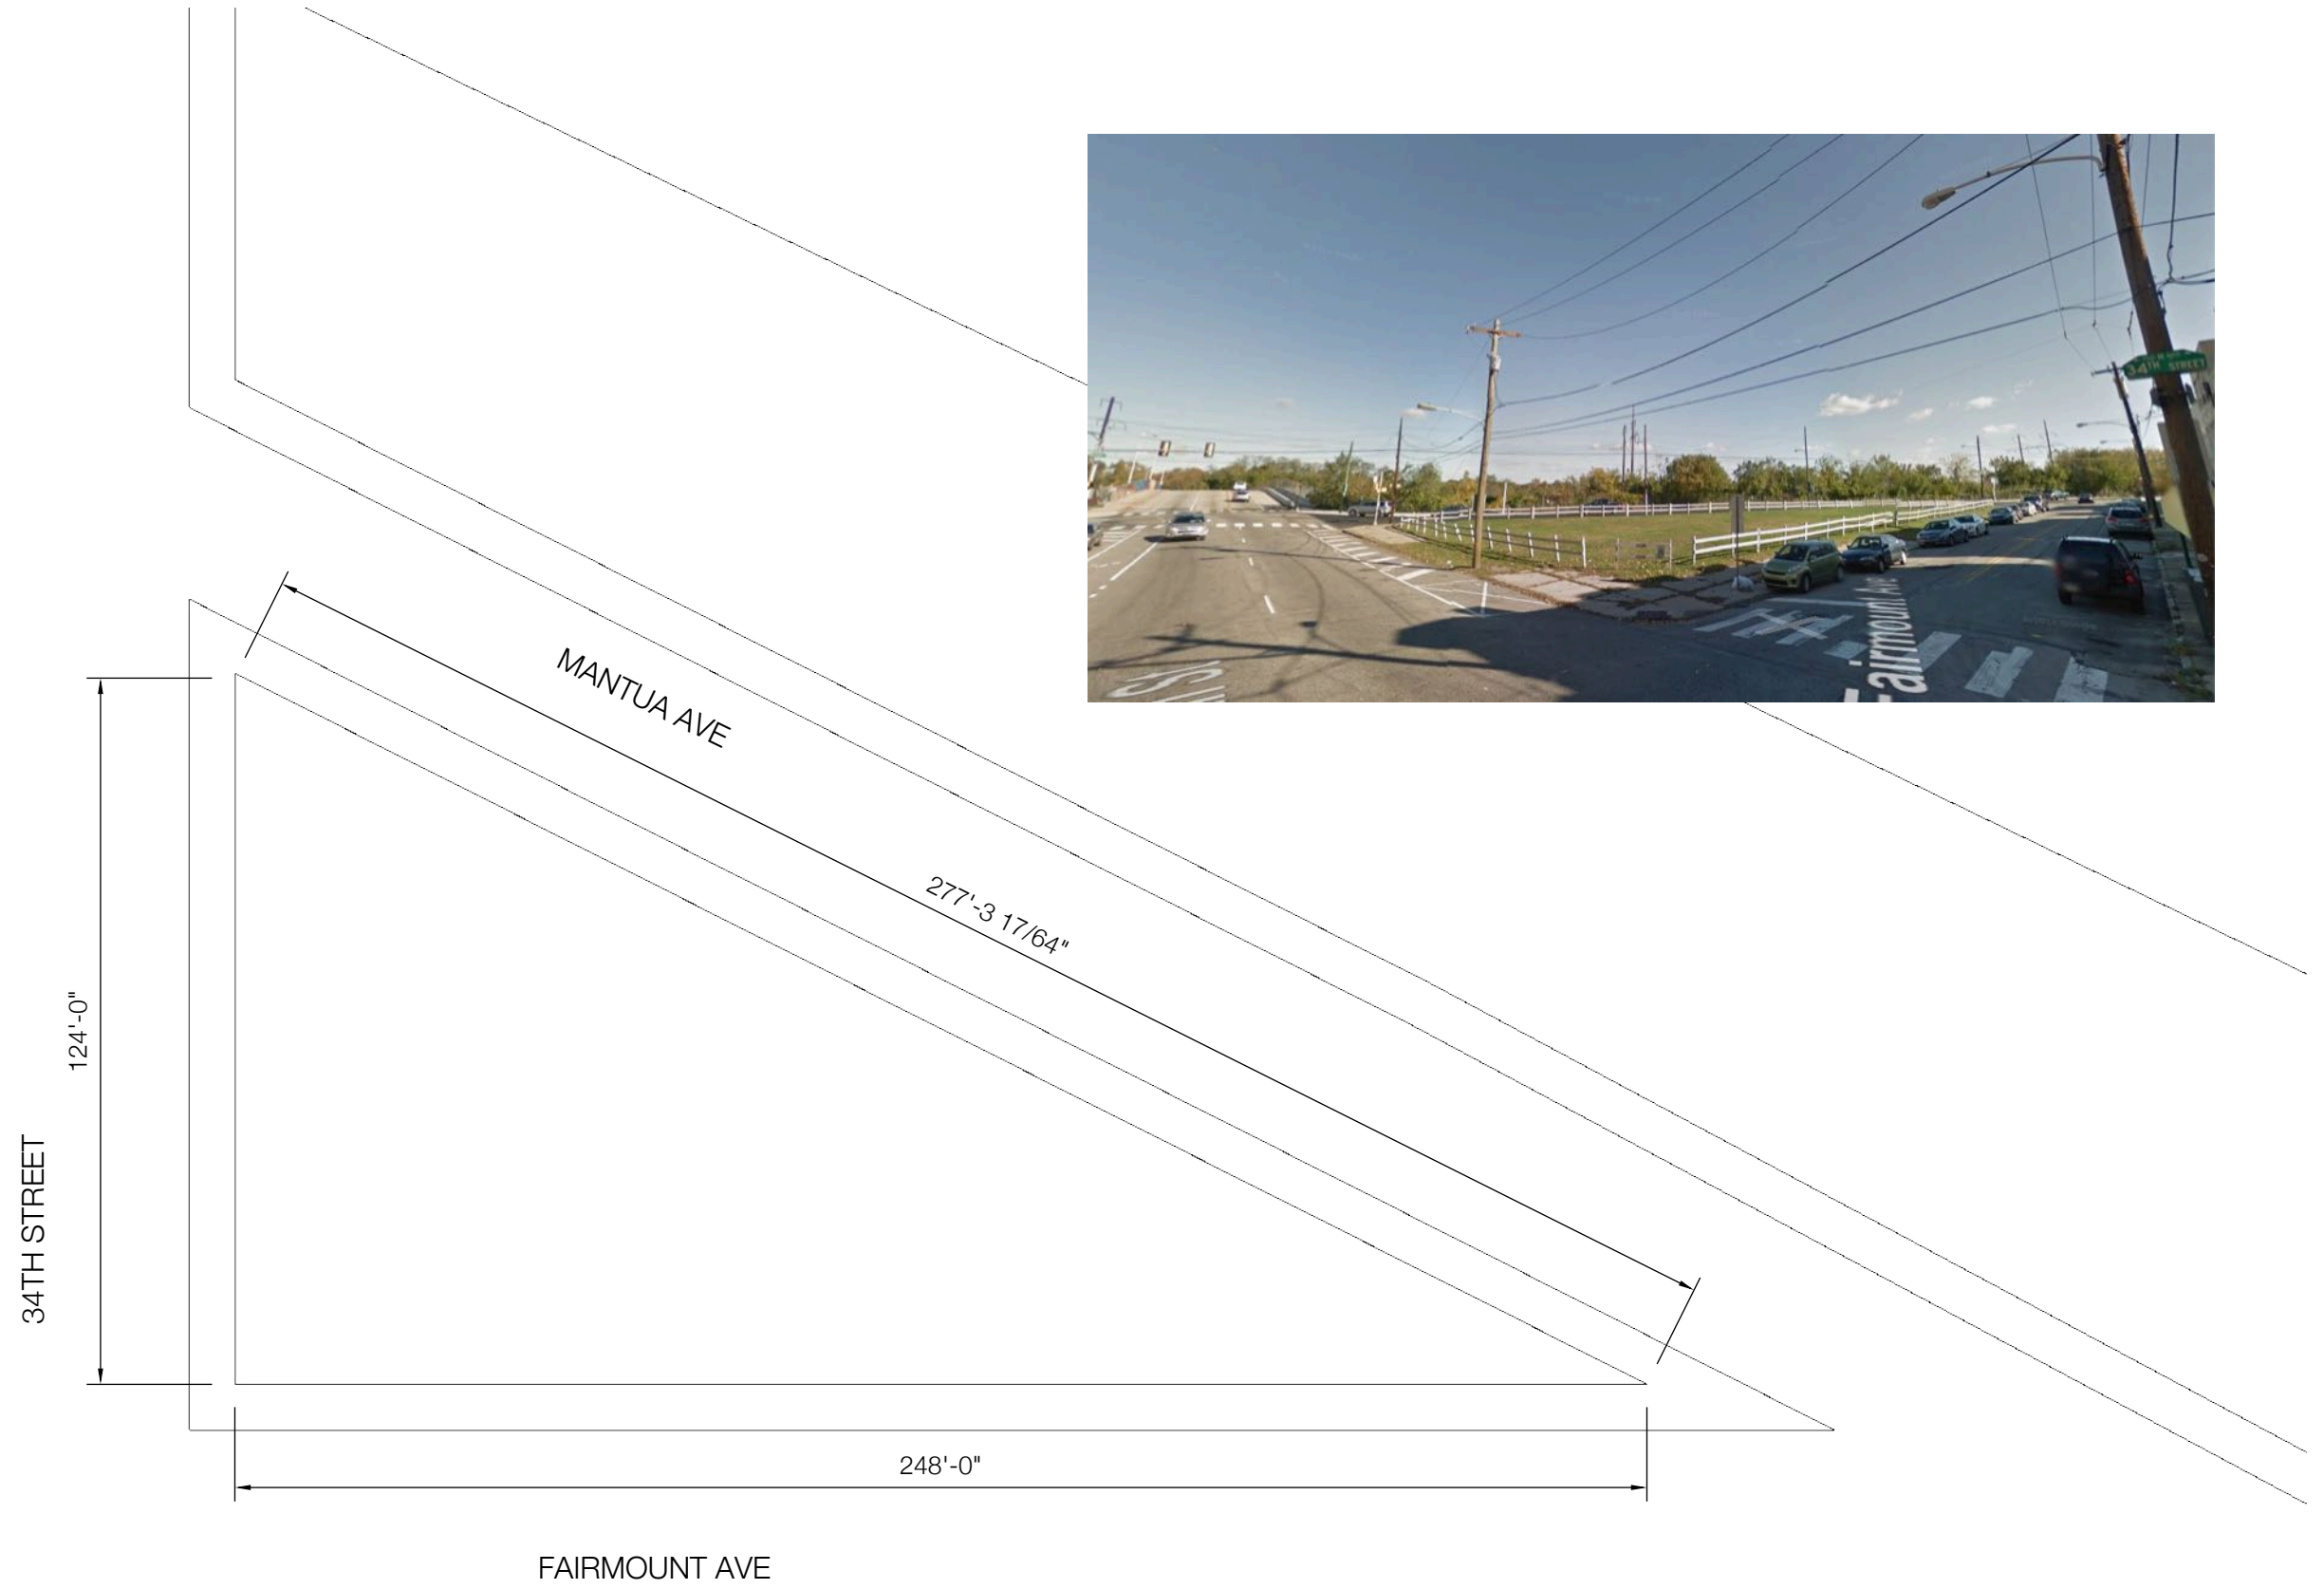 34TH STREET
Fairmount Ave
MANTUA AVE
277'-3 17/64"
124'-0"
34TH STREET
248'-0"
FAIRMOUNT AVE